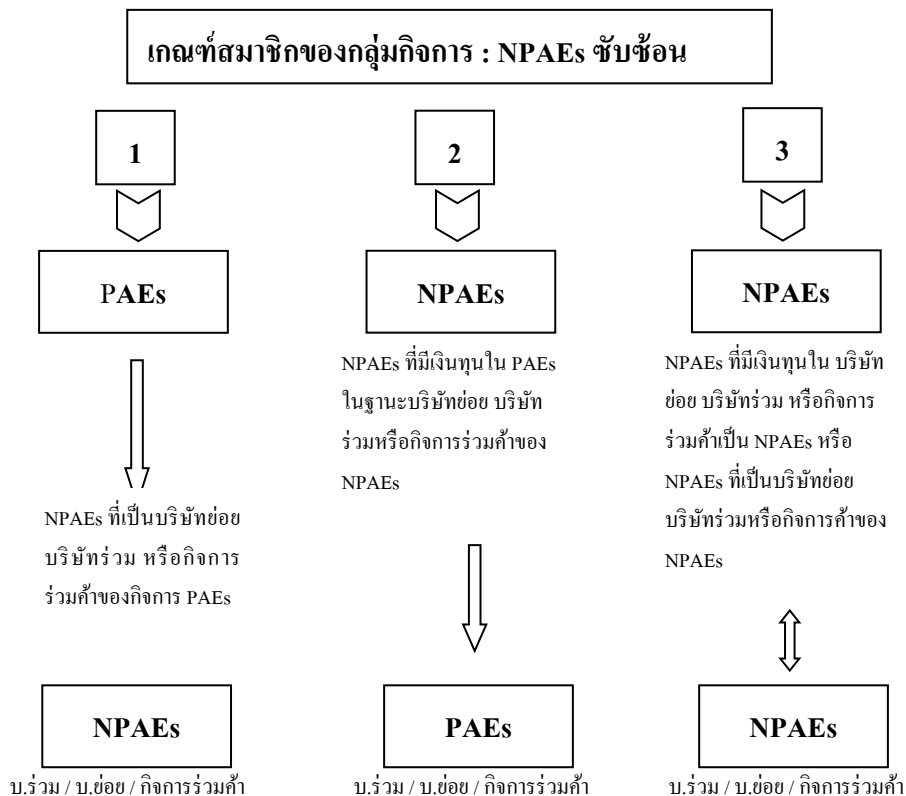 เกณฑ์สมาชิกของกลุ่มกิจการ : NPAEs ซับซ้อน
1
2
3
PAEs
NPAEs
NPAEs
NPAEs ที่เป็นบริษัทย่อย
บริษัทร่วม หรือกิจการ
ร่วมค้าของกิจการ PAEs
NPAEs ที่มีเงินทุนใน PAEs
ในฐานะบริษัทย่อย บริษัท
ร่วมหรือกิจการร่วมค้าของ
NPAEs
NPAEs ที่มีเงินทุนใน บริษัท
ย่อย บริษัทร่วม หรือกิจการ
ร่วมค้าเป็น NPAEs หรือ
NPAEs ที่เป็นบริษัทย่อย
บริษัทร่วมหรือกิจการค้าของ
NPAEs
NPAEs
PAEs
NPAEs
บ.ร่วม / บ.ย่อย / กิจการร่วมค้า
บ.ร่วม / บ.ย่อย / กิจการร่วมค้า
บ.ร่วม / บ.ย่อย / กิจการร่วมค้า